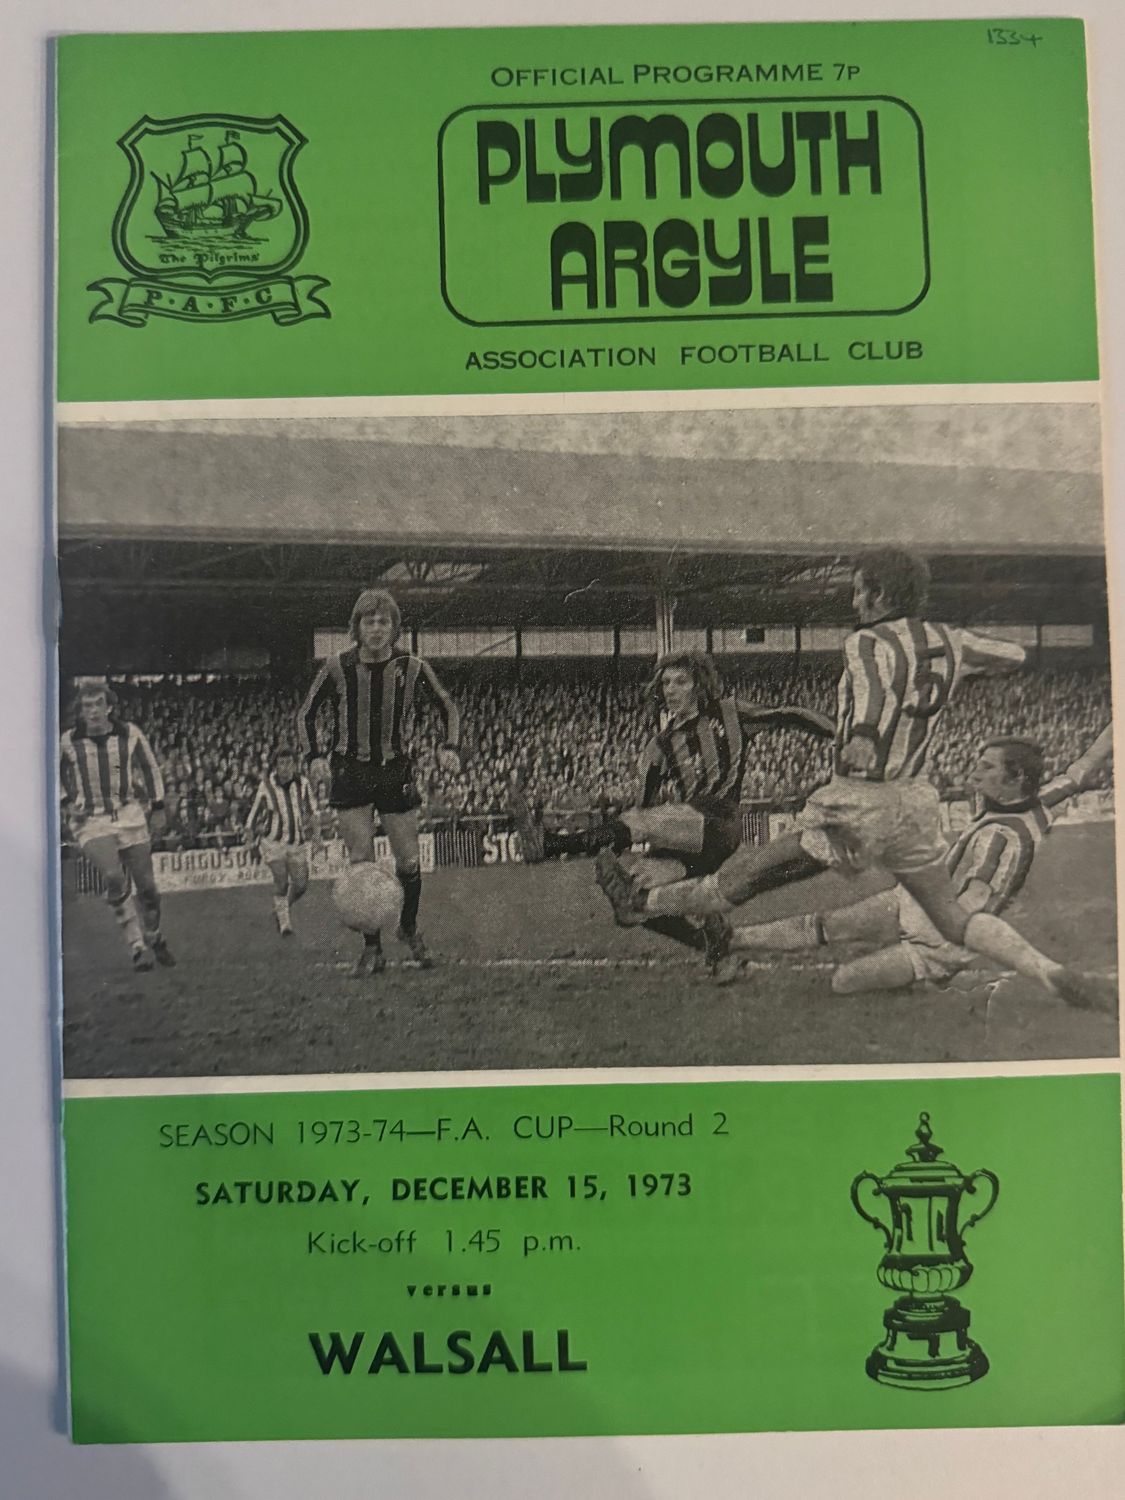 1334
OFFICIAL PROGRAMME 7P
PLYMOUTH
ARGYLE
ASSOCIATION FOOTBALL CLUB
The Pilgrims
P·A·F·C
5
SEASON 1973-74—F.A. CUP—Round 2
SATURDAY, DECEMBER 15, 1973
Kick-off 1.45 p.m.
versus
WALSALL